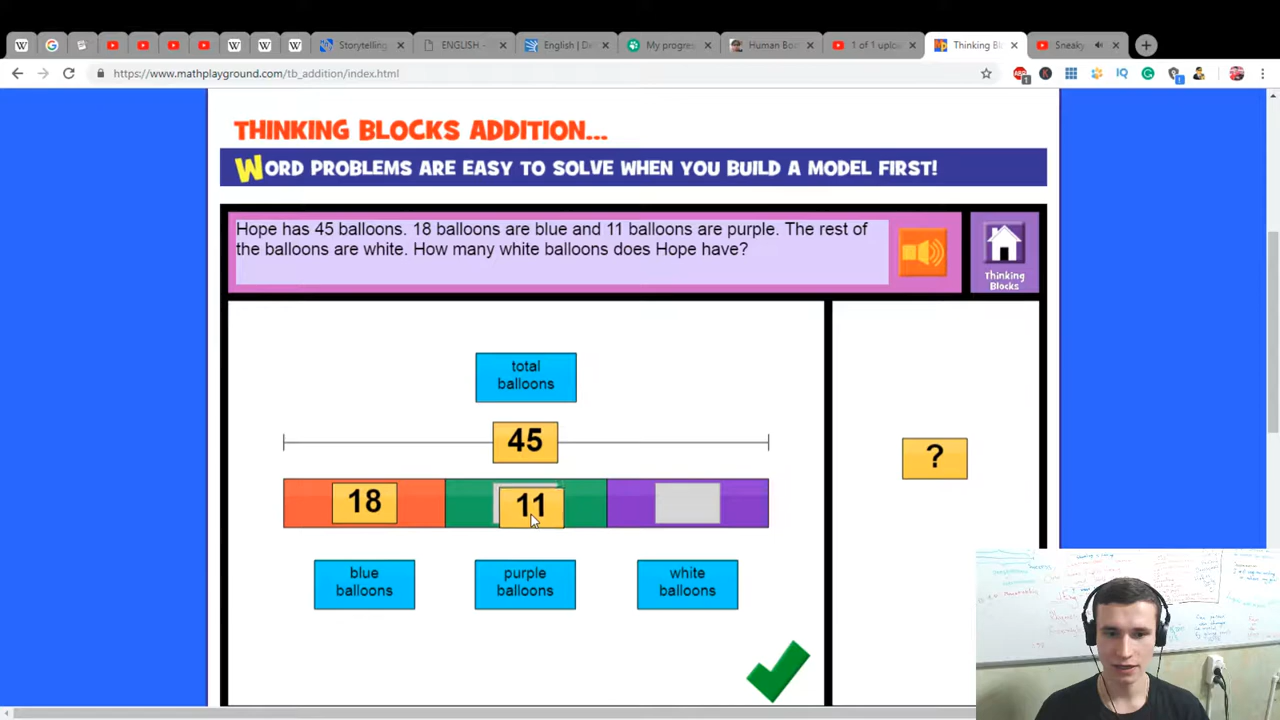 Storytelling
ENGLISH -
English | De
My progre
Human Boo
1 of 1 uploa
Thinking Bl
Sneaky
https://www.mathplayground.com/tb_addition/index.html
THINKING BLOCKS ADDITION...
WORD PROBLEMS ARE EASY TO SOLVE WHEN YOU BUILD A MODEL FIRST!
Hope has 45 balloons. 18 balloons are blue and 11 balloons are purple. The rest of
the balloons are white. How many white balloons does Hope have?
Thinking
Blocks
total
balloons
45
?
18
11
blue
balloons
purple
balloons
white
balloons